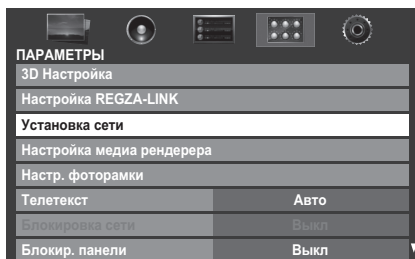 ПАРАМЕТРЫ
3D Настройка
Настройка REGZA-LINK
Установка сети
Настройка медиа рендерера
Настр. фоторамки
Телетекст Авто
Блокировка сети Выкл
Блокир. панели Выкл